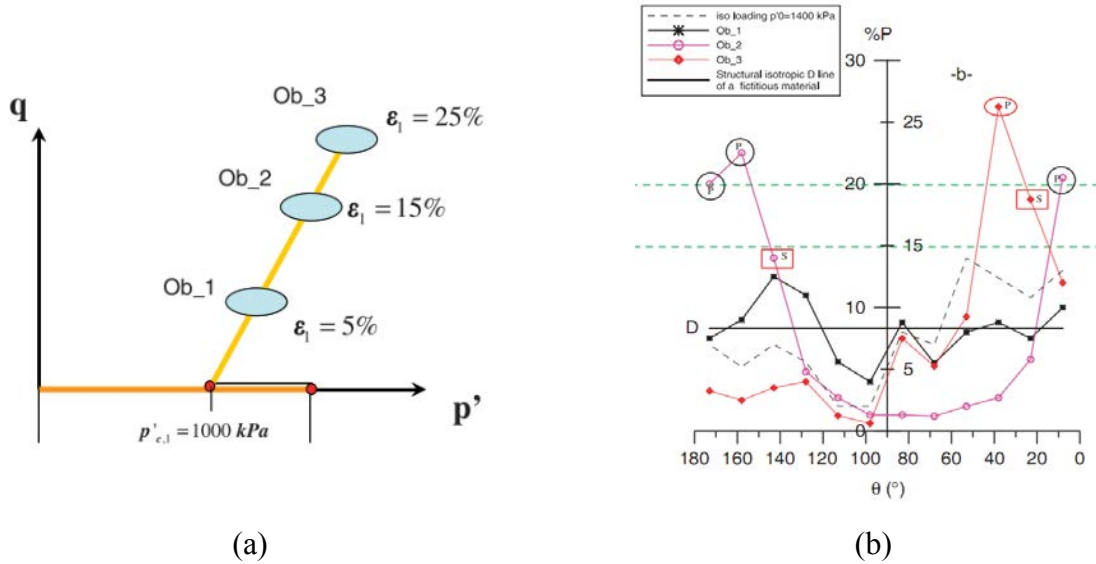 q
Ob_3
ε₁ = 25%
Ob_2
ε₁ = 15%
Ob_1
ε₁ = 5%
p'
p'c,1 = 1000 kPa
(a)
iso loading p'0=1400 kPa
Ob_1
Ob_2
Ob_3
Structural isotropic D line
of a fictitious material
%P
-b-
30
25
20
15
10
5
0
D
P
P
S
P
S
P
180 160 140 120 100 80 60 40 20 0
θ (°)
(b)